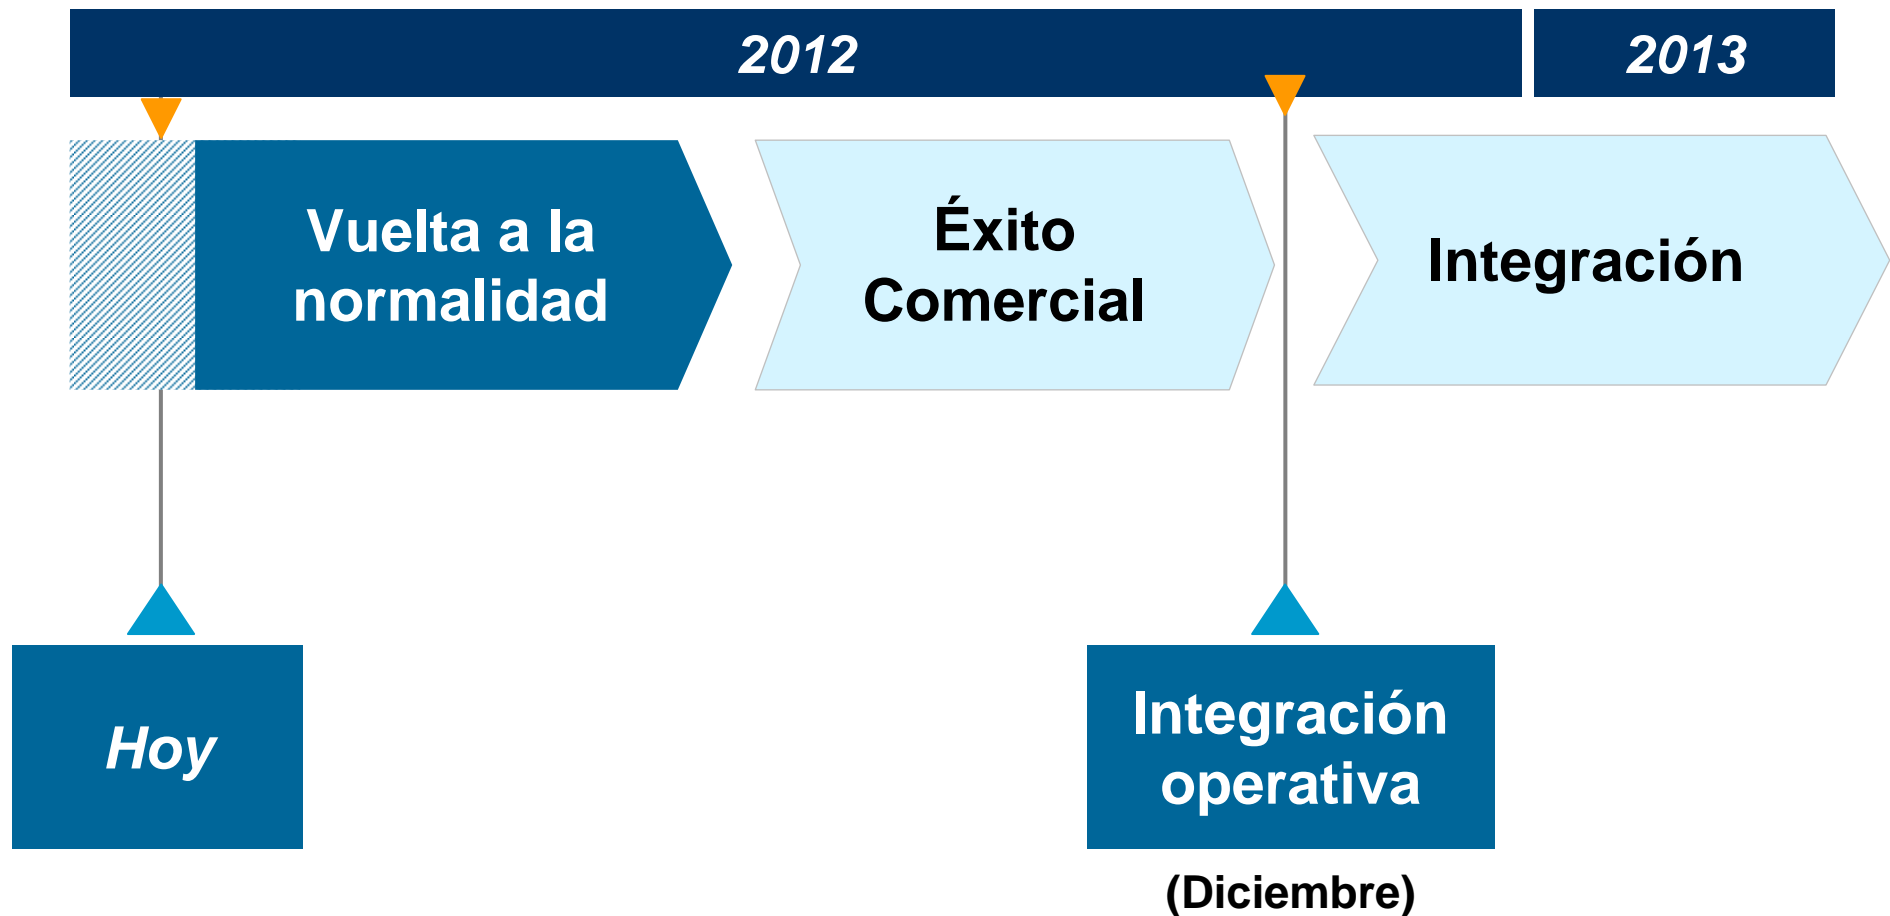 2012
2013
Vuelta a la
normalidad
Éxito
Comercial
Integración
Hoy
Integración
operativa
(Diciembre)